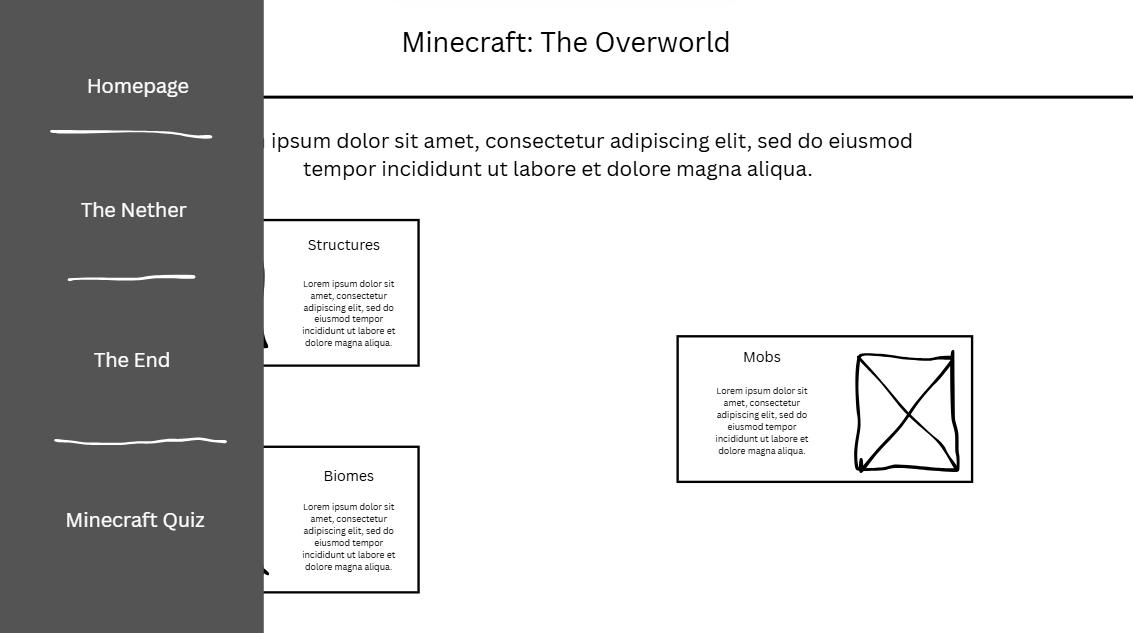 Minecraft: The Overworld
Homepage
The Nether
The End
Minecraft Quiz
ipsum dolor sit amet, consectetur adipiscing elit, sed do eiusmod
tempor incididunt ut labore et dolore magna aliqua.
Structures
Lorem ipsum dolor sit
amet, consectetur
adipiscing elit, sed do
eiusmod tempor
incididunt ut labore et
dolore magna aliqua.
Mobs
Lorem ipsum dolor sit
amet, consectetur
adipiscing elit, sed do
eiusmod tempor
incididunt ut labore et
dolore magna aliqua.
Biomes
Lorem ipsum dolor sit
amet, consectetur
adipiscing elit, sed do
eiusmod tempor
incididunt ut labore et
dolore magna aliqua.